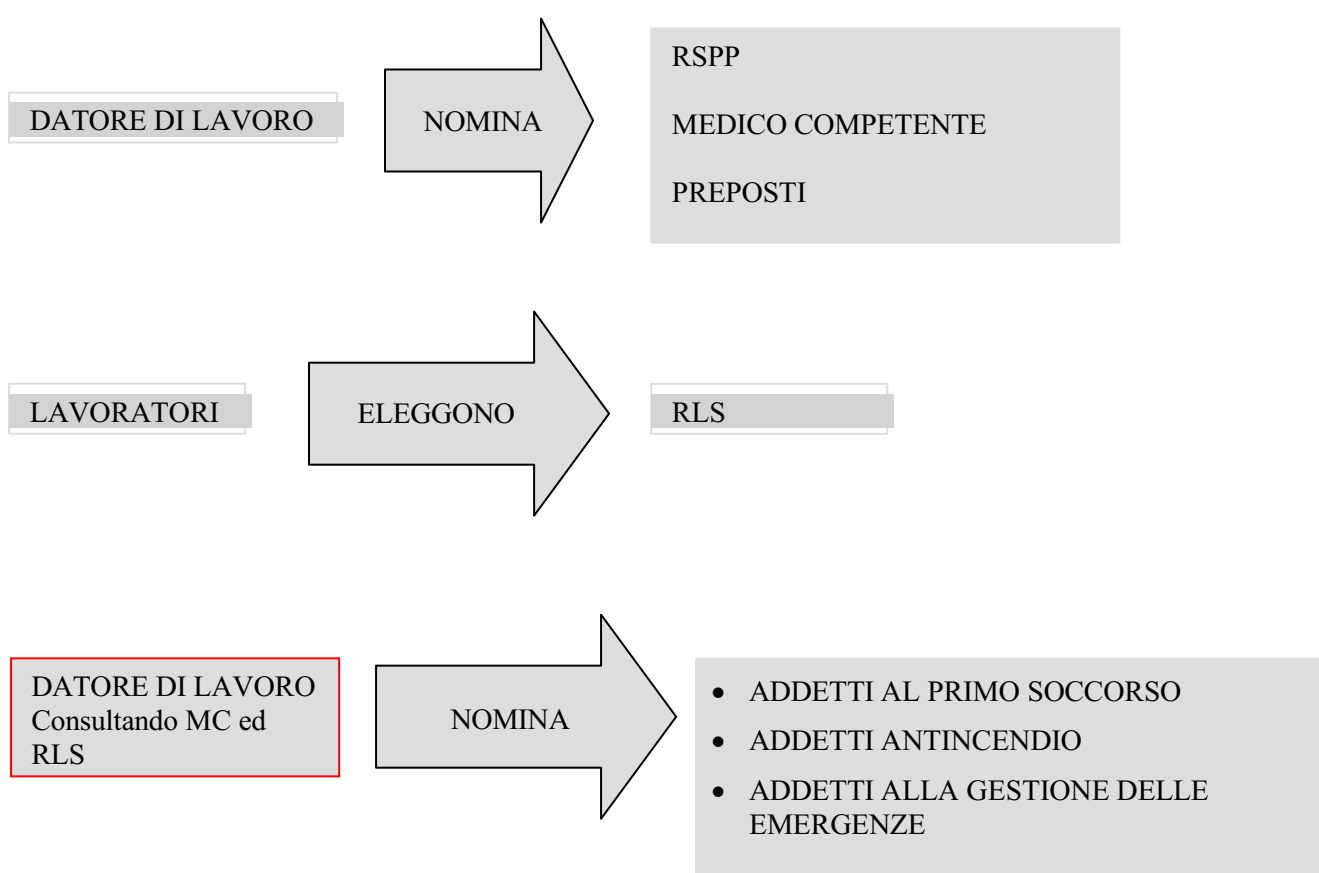 DATORE DI LAVORO
NOMINA
RSPP
MEDICO COMPETENTE
PREPOSTI
LAVORATORI
ELEGGONO
RLS
DATORE DI LAVORO
Consultando MC ed
RLS
NOMINA
• ADDETTI AL PRIMO SOCCORSO
• ADDETTI ANTINCENDIO
• ADDETTI ALLA GESTIONE DELLE
EMERGENZE